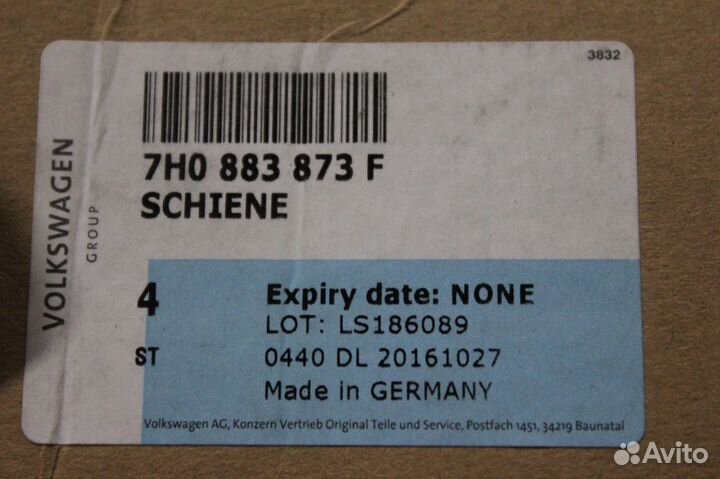 3832
VOLKSWAGEN
GROUP
7H0 883 873 F
SCHIENE
4 Expiry date: NONE
LOT: LS186089
ST 0440 DL 20161027
Made in GERMANY
Volkswagen AG, Konzern Vertrieb Original Teile und Service, Postfach 1451, 34219 Baunatal
Avito